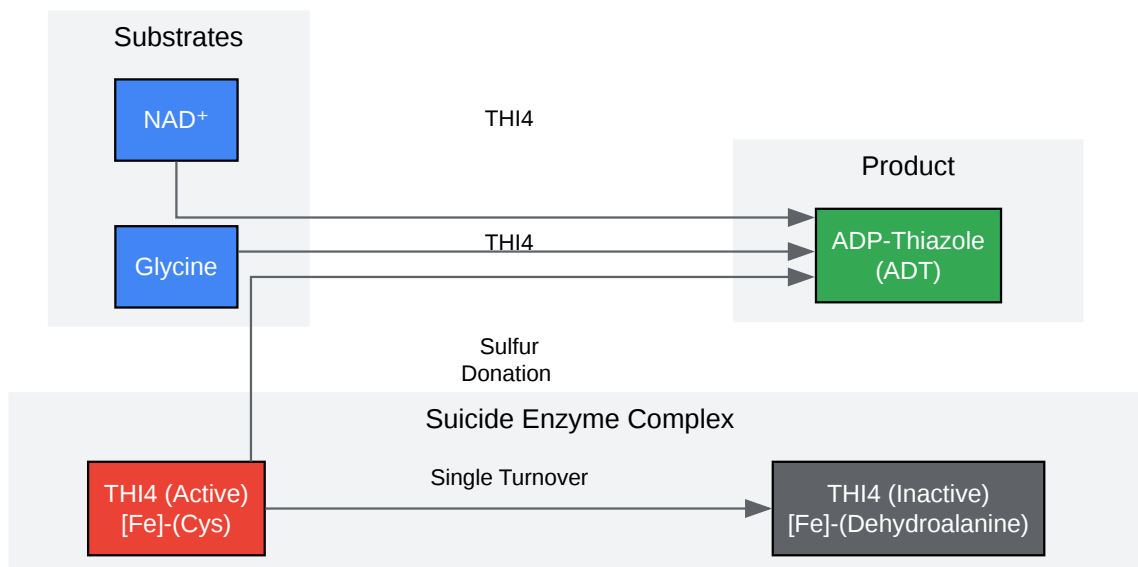 Substrates
NAD⁺
THI4
Product
Glycine
THI4
ADP-Thiazole
(ADT)
Sulfur
Donation
Suicide Enzyme Complex
THI4 (Active)
[Fe]-(Cys)
Single Turnover
THI4 (Inactive)
[Fe]-(Dehydroalanine)